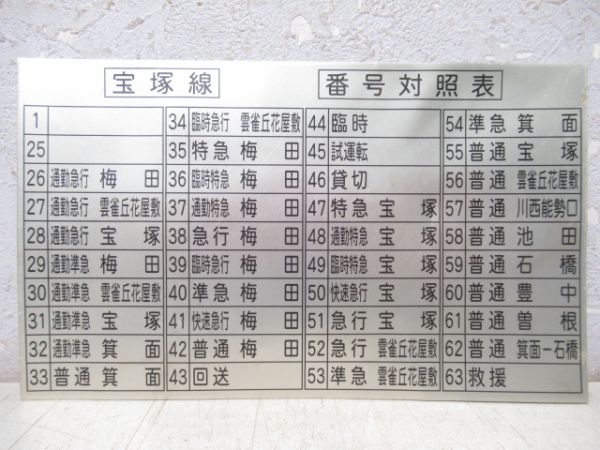 宝塚線 番号対照表
1
25
26 通勤急行 梅田
27 通勤急行 雲雀丘花屋敷
28 通勤急行 宝塚
29 通勤準急 梅田
30 通勤準急 雲雀丘花屋敷
31 通勤準急 宝塚
32 通勤準急 箕面
33 普通 箕面
34 臨時急行 雲雀丘花屋敷
35 特急 梅田
36 臨時特急 梅田
37 通勤特急 梅田
38 急行 梅田
39 臨時急行 梅田
40 準急 梅田
41 快速急行 梅田
42 普通 梅田
43 回送
44 臨時
45 試運転
46 貸切
47 特急 宝塚
48 通勤特急 宝塚
49 臨時特急 宝塚
50 快速急行 宝塚
51 急行 宝塚
52 急行 雲雀丘花屋敷
53 準急 雲雀丘花屋敷
54 準急 箕面
55 普通 宝塚
56 普通 雲雀丘花屋敷
57 普通 川西能勢口
58 普通 池田
59 普通 石橋
60 普通 豊中
61 普通 曽根
62 普通 箕面－石橋
63 救援